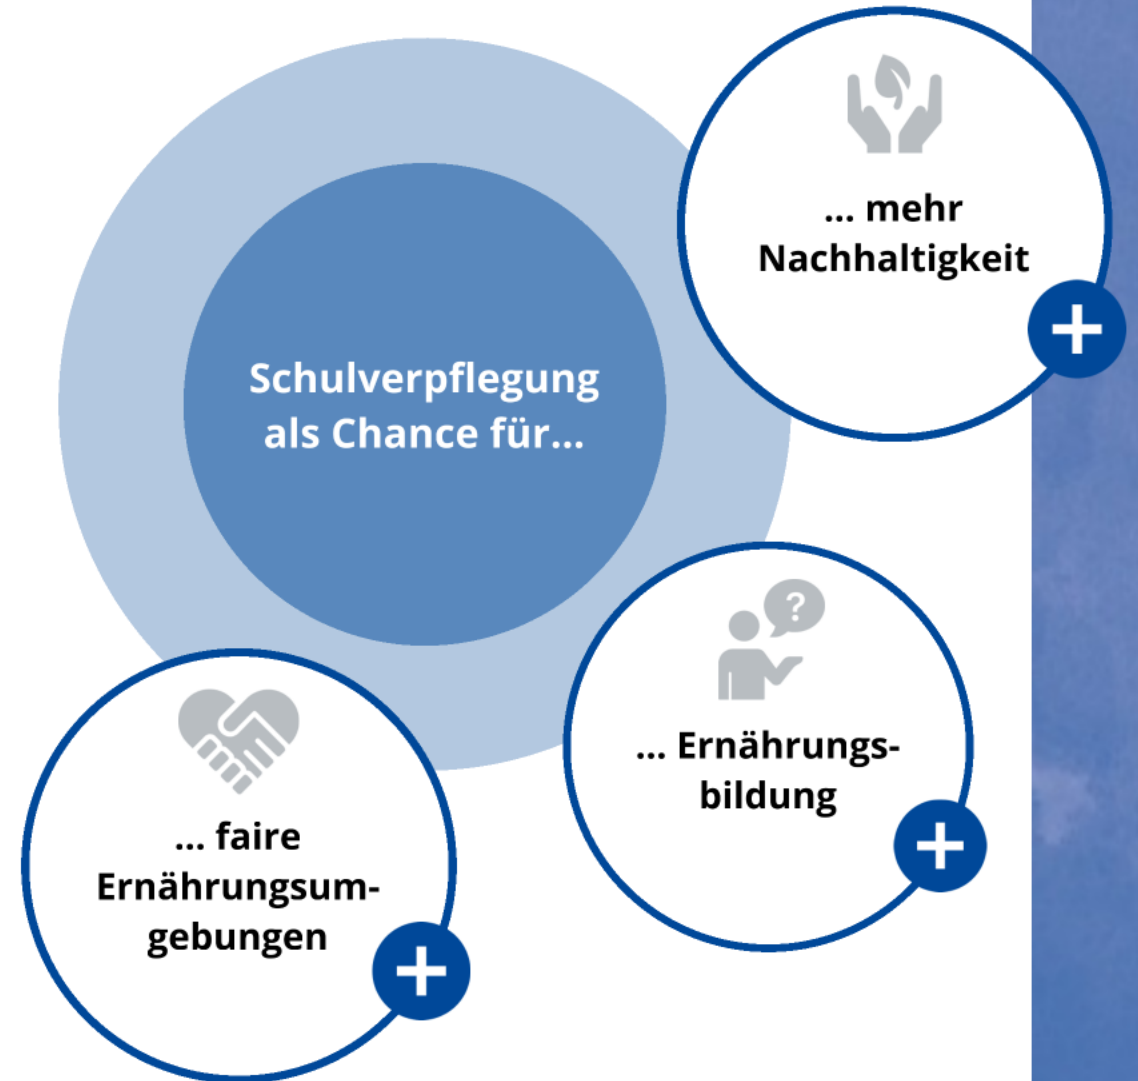 Schulverpflegung
als Chance für...
... mehr
Nachhaltigkeit
... Ernährungs-
bildung
... faire
Ernährungsum-
gebungen